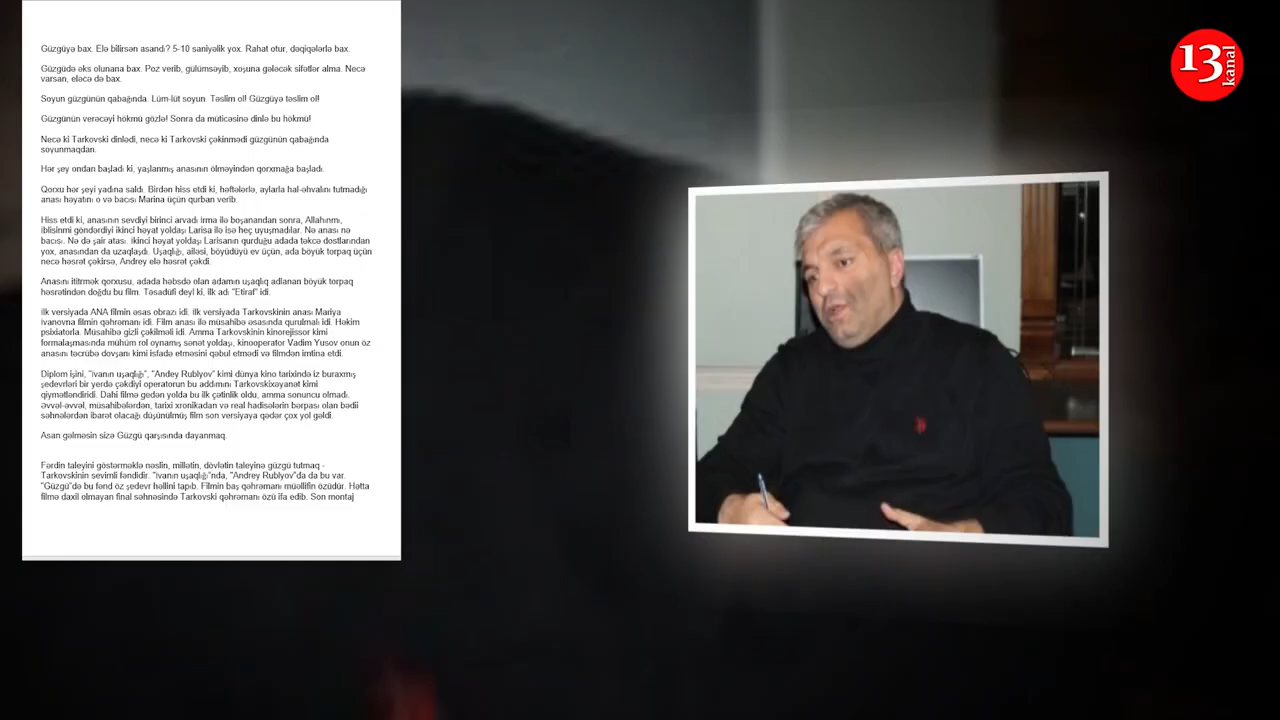 Güzgüyə bax. Elə bilirsən asandı? 5-10 saniyəlik yox. Rahat otur, dəqiqələrlə bax.
Güzgüdə əks olunana bax. Poz verib, gülümsəyib, xoşuna gələcək sifətlər alma. Necə
varsan, eləcə də bax.
Soyun güzgünün qabağında. Lüm-lüt soyun. Təslim ol! Güzgüyə təslim ol!
Güzgünün verəcəyi hökmü gözlə! Sonra da müticəsinə dinlə bu hökmü!
Necə ki Tarkovski dinlədi, necə ki Tarkovski çəkinmədi güzgünün qabağında
soyunmaqdan.
Hər şey ondan başladı ki, yaşlanmış anasının ölməyindən qorxmağa başladı.
Qorxu hər şeyi yadına saldı. Birdən hiss etdi ki, həftələrlə, aylarla hal-əhvalını tutmadığı
anası həyatını o və bacısı Marina üçün qurban verib.
Hiss etdi ki, anasının sevdiyi birinci arvadı irma ilə boşanandan sonra, Allahınmı,
iblisinmi göndərdiyi ikinci həyat yoldaşı Larisa ilə isə heç uyuşmadılar. Nə anası nə
bacısı. Nə də şair atası. ikinci həyat yoldaşı Larisanın qurduğu adada təkcə dostlarından
yox, anasından da uzaqlaşdı. Uşaqlığı, ailəsi, böyüdüyü ev üçün, ada böyük torpaq üçün
necə həsrət çəkirsə, Andrey elə həsrət çəkdi.
Anasını ititrmək qorxusu, adada həbsdə olan adamın uşaqlıq adlanan böyük torpaq
həsrətindən doğdu bu film. Təsadüfi deyl ki, ilk adı "Etiraf" idi.
ilk versiyada ANA filmin əsas obrazı idi. ilk versiyada Tarkovskinin anası Mariya
ivanovna filmin qəhrəmanı idi. Film anası ilə müsahibə əsasında qurulmalı idi. Həkim
psixiatorla. Müsahibə gizli çəkilməli idi. Amma Tarkovskinin kinorejissor kimi
formalaşmasında mühüm rol oynamış sənət yoldaşı, kinooperator Vadim Yusov onun öz
anasını təcrübə dovşanı kimi isfadə etməsini qəbul etmədi və filmdən imtina etdi.
Diplom işini, "ivanın uşaqlığı", "Andey Rublyov" kimi dünya kino tarixində iz buraxmış
şedevrləri bir yerdə çəkdiyi operatorun bu addımını Tarkovskixəyanət kimi
qiymətləndiridi. Dahi filmə gedən yolda bu ilk çətinlik oldu, amma sonuncu olmadı.
Əvvəl-əvvəl, müsahibələrdən, tarixi xronikadan və real hadisələrin bərpası olan bədii
səhnələrdən ibarət olacağı düşünülmüş film son versiyaya qədər çox yol gəldi.
Asan gəlməsin sizə Güzgü qarşısında dayanmaq.
Fərdin taleyini göstərməklə nəslin, millətin, dövlətin taleyinə güzgü tutmaq -
Tarkovskinin sevimli fəndidir. "ivanın uşaqlığı"nda, "Andrey Rublyov"da da bu var.
"Güzgü"də bu fənd öz şedevr həllini tapıb. Filmin baş qəhrəmanı müəllifin özüdür. Hətta
filmə daxil olmayan final səhnəsində Tarkovski qəhrəmanı özü ifa edib. Son montaj
13
kanal